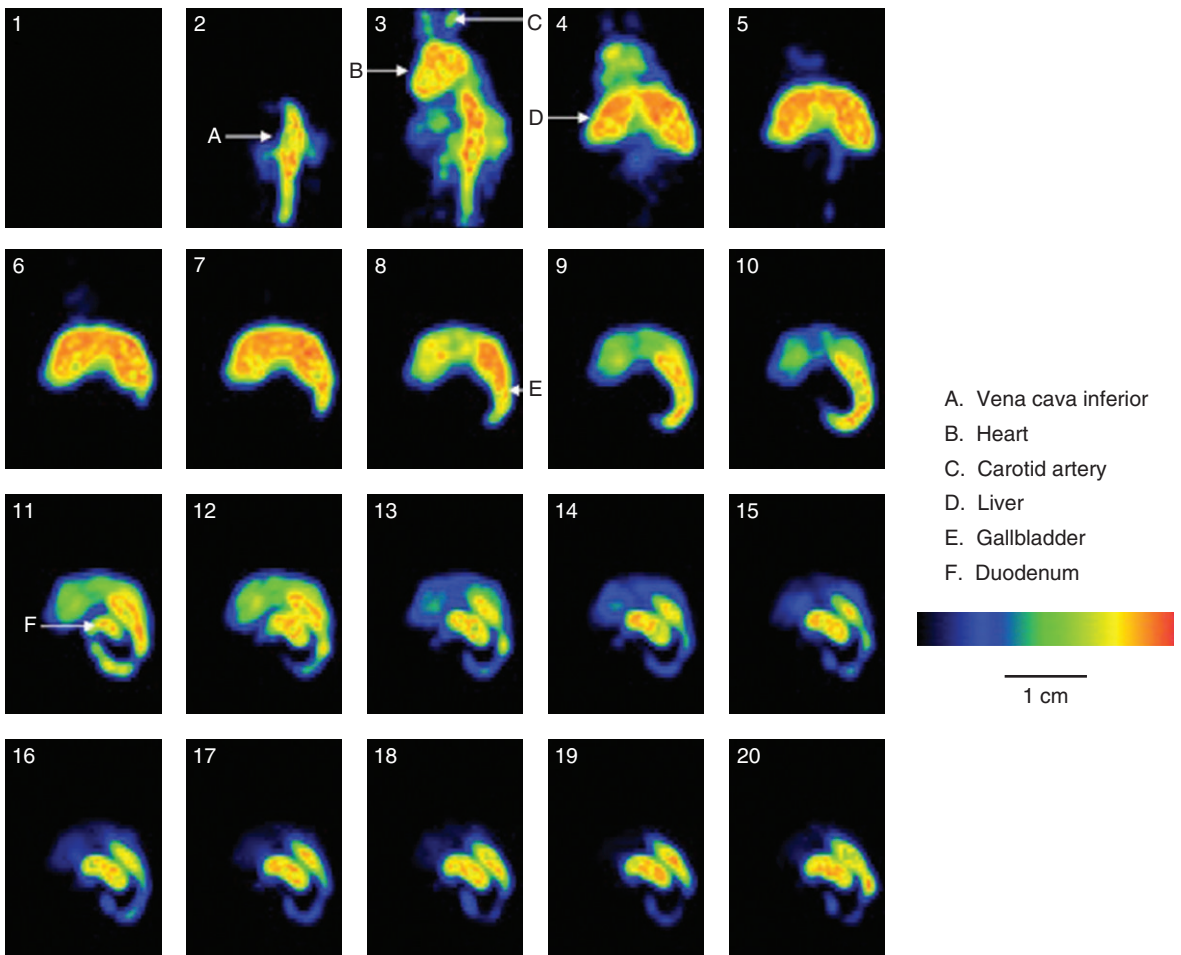 1
2
A
3
B
C
4
D
5
6
7
8
E
9
10
11
F
12
13
14
15
16
17
18
19
20
A. Vena cava inferior
B. Heart
C. Carotid artery
D. Liver
E. Gallbladder
F. Duodenum
1 cm